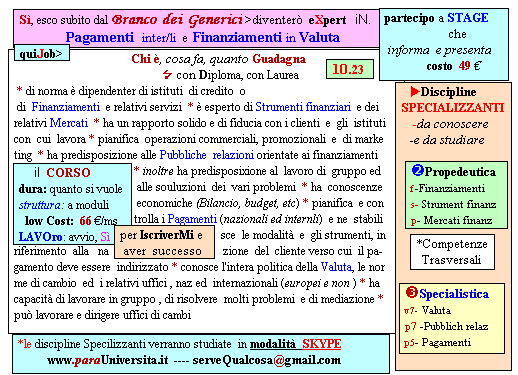 Sì, esco subito dal Branco dei Generici > diventerò eXpert iN.
Pagamenti inter/li e Finanziamenti in Valuta
partecipo a STAGE
che
informa e presenta
costo 49 €
quiJob>
Chi è, cosa fa, quanto Guadagna
con Diploma, con Laurea
10.23
* di norma è dipendenter di istituti di credito o
di Finanziamenti e relativi servizi * è esperto di Strumenti finanziari e dei
relativi Mercati * ha un rapporto solido e di fiducia con i clienti e gli istituti
con cui lavora * pianifica operazioni commerciali, promozionali e di marke
ting * ha predisposizione alle Pubbliche relazioni orientate ai finanziamenti
* inoltre ha predisposizione al lavoro di gruppo ed
alle souluzioni dei vari problemi * ha conoscenze
economiche (Bilancio, budget, etc) * pianifica e con
trolla i Pagamenti (nazionali ed internli) e ne stabili
sce le modalità e gli strumenti, in
riferimento alla na
zione del cliente verso cui il pa-
gamento deve essere indirizzato * conosce l'intera politica della Valuta, le nor
me di cambio ed i relativi uffici , naz ed internazionali (europei e non ) * ha
capacità di lavorare in gruppo , di risolvere molti problemi e di mediazione *
può lavorare e dirigere uffici di cambi
il CORSO
dura: quanto si vuole
struttura: a moduli
low Cost: 66 €/ms
LAVOro: avvio, Sì
per IscriverMi e
aver successo
Discipline
SPECIALIZZANTI
-da conoscere
-e da studiare
❷Propedeutica
f-Finanziamenti
s- Strument finanz
p- Mercati finanz
*Competenze
Trasversali
❸Specialistica
v7- Valuta
p7 -Pubblich relaz
p5- Pagamenti
*le discipline Specilizzanti verranno studiate in modalità SKYPE
www.paraUniversita.it ---- serveQualcosa@gmail.com